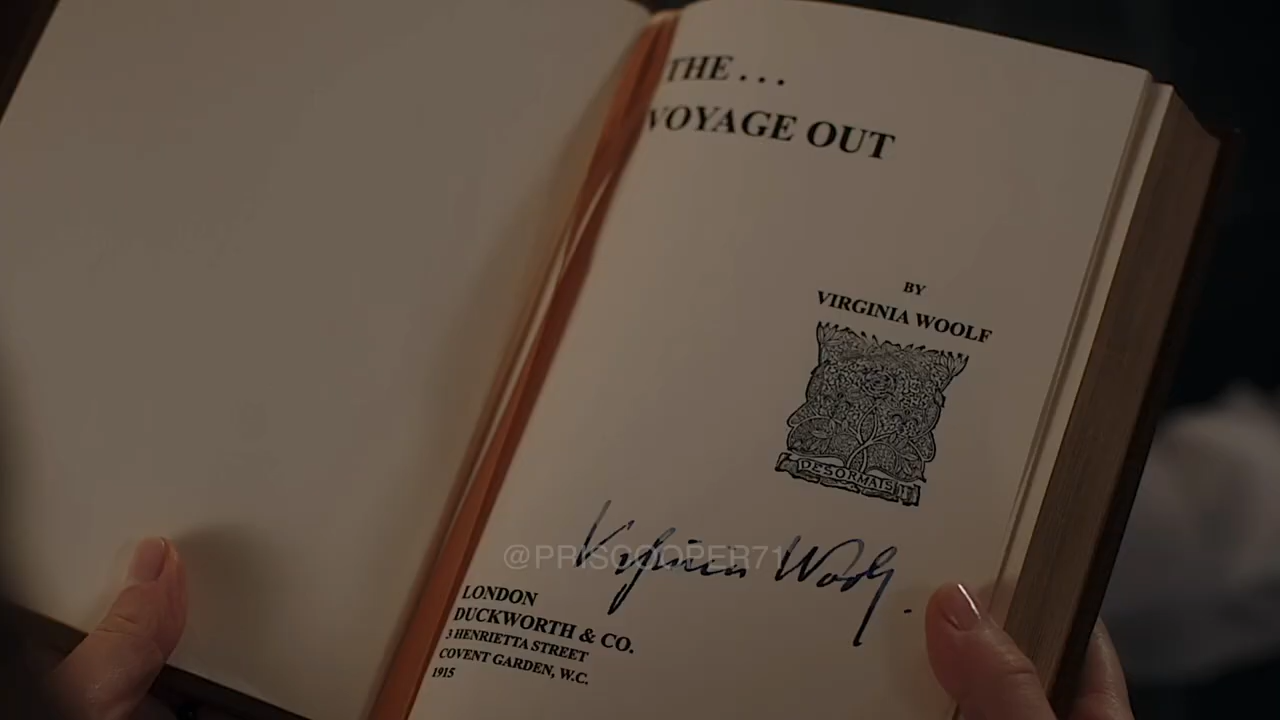 THE...
VOYAGE OUT
BY
VIRGINIA WOOLF
DESORMAIS
Virginia Woolf.
@PRISCOOPER71
LONDON
DUCKWORTH & CO.
3 HENRIETTA STREET
COVENT GARDEN, W.C.
1915